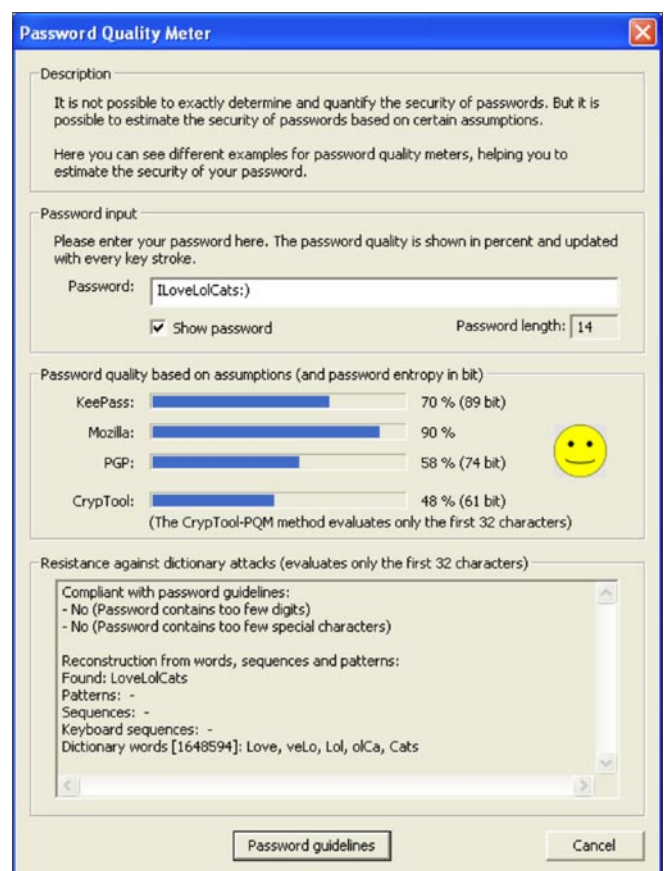 Password Quality Meter
Description
It is not possible to exactly determine and quantify the security of passwords. But it is
possible to estimate the security of passwords based on certain assumptions.
Here you can see different examples for password quality meters, helping you to
estimate the security of your password.
Password input
Please enter your password here. The password quality is shown in percent and updated
with every key stroke.
Password: ILoveLolCats:)
Show password Password length: 14
Password quality based on assumptions (and password entropy in bit)
KeePass: 70 % (89 bit)
Mozilla: 90 %
PGP: 58 % (74 bit)
CrypTool: 48 % (61 bit)
(The CrypTool-PQM method evaluates only the first 32 characters)
Resistance against dictionary attacks (evaluates only the first 32 characters)
Compliant with password guidelines:
- No (Password contains too few digits)
- No (Password contains too few special characters)
Reconstruction from words, sequences and patterns:
Found: LoveLolCats
Patterns: -
Sequences: -
Keyboard sequences: -
Dictionary words [1648594]: Love, veLo, Lol, olCa, Cats
Password guidelines Cancel